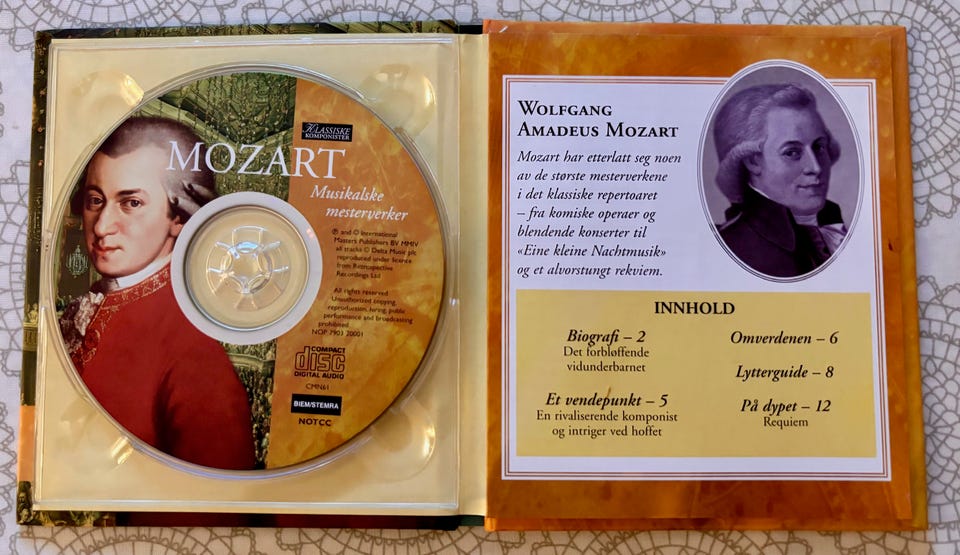 KLASSISKE
KOMPONISTER
MOZART
Musikalske
mesterverker
℗ and © International
Masters Publishers BV MMIV
all tracks © Delta Music plc
reproduced under licence
from Retrospective
Recordings Ltd
All rights reserved
Unauthorized copying,
reproduction, hiring, public
performance and broadcasting
prohibited
NOP 7903 20001
COMPACT
disc
DIGITAL AUDIO
CMN61
BIEM/STEMRA
NOTCC
WOLFGANG
AMADEUS MOZART
Mozart har etterlatt seg noen
av de største mesterverkene
i det klassiske repertoaret
– fra komiske operaer og
blendende konserter til
«Eine kleine Nachtmusik»
og et alvorstungt rekviem.
INNHOLD
Biografi – 2
Det forbløffende
vidunderbarnet
Et vendepunkt – 5
En rivaliserende komponist
og intriger ved hoffet
Omverdenen – 6
Lytterguide – 8
På dypet – 12
Requiem